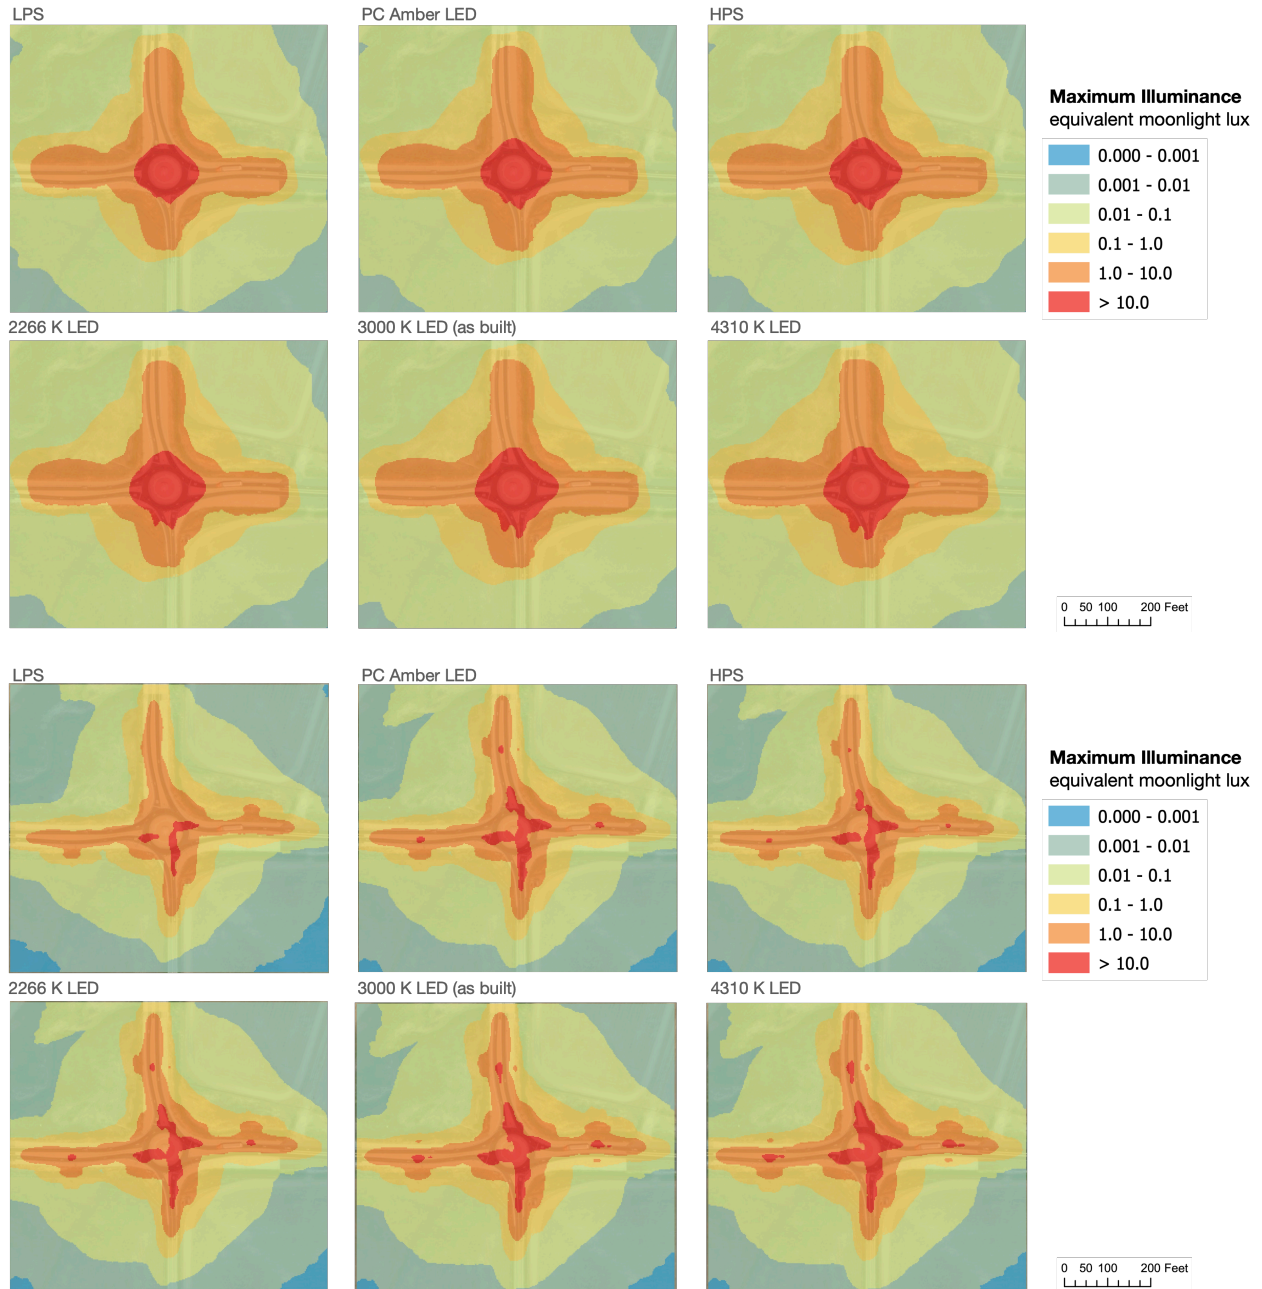 LPS
PC Amber LED
HPS
Maximum Illuminance
equivalent moonlight lux
0.000 - 0.001
0.001 - 0.01
0.01 - 0.1
0.1 - 1.0
1.0 - 10.0
> 10.0
2266 K LED
3000 K LED (as built)
4310 K LED
0 50 100 200 Feet
LPS
PC Amber LED
HPS
Maximum Illuminance
equivalent moonlight lux
0.000 - 0.001
0.001 - 0.01
0.01 - 0.1
0.1 - 1.0
1.0 - 10.0
> 10.0
2266 K LED
3000 K LED (as built)
4310 K LED
0 50 100 200 Feet